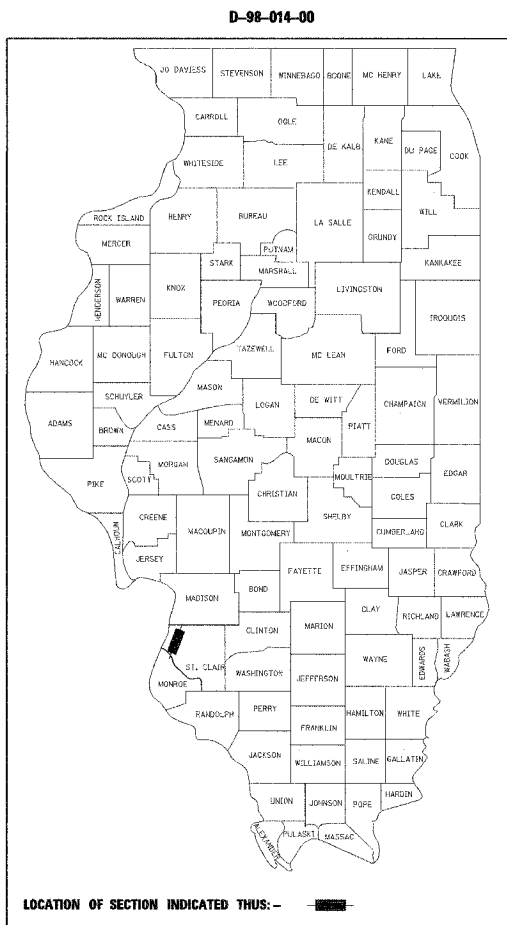 D-98-014-00
JO DAVIESS STEVENSON WINNEBAGO BOONE MC HENRY LAKE
CARROLL OGLE
DE KALB KANE DU PAGE COOK
WHITESIDE LEE
KENDALL WILL
ROCK ISLAND HENRY BUREAU LA SALLE
PUTNAM GRUNDY
MERCER
STARK MARSHALL KANKAKEE
HENDERSON WARREN KNOX PEORIA WOODFORD LIVINGSTON
IROQUOIS
HANCOCK MC DONOUGH FULTON TAZEWELL MC LEAN FORD
MASON
SCHUYLER LOGAN DE WITT CHAMPAIGN VERMILION
ADAMS BROWN CASS MENARD MACON PIATT
MORGAN SANGAMON DOUGLAS
PIKE SCOTT CHRISTIAN MOULTRIE COLES EDGAR
GREENE SHELBY
CALHOUN MACOUPIN MONTGOMERY CUMBERLAND CLARK
JERSEY FAYETTE EFFINGHAM JASPER CRAWFORD
MADISON BOND CLAY
CLINTON MARION RICHLAND LAWRENCE
WAYNE EDWARDS WABASH
ST. CLAIR WASHINGTON JEFFERSON
MONROE
RANDOLPH PERRY HAMILTON WHITE
FRANKLIN
JACKSON WILLIAMSON SALINE GALLATIN
UNION JOHNSON POPE HARDIN
ALEXANDER PULASKI MASSAC
LOCATION OF SECTION INDICATED THUS:-